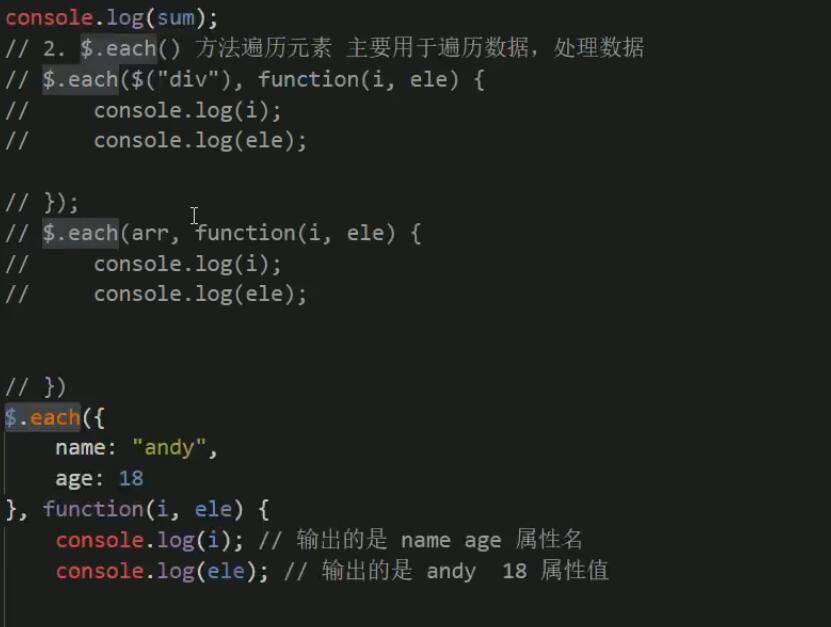 console.log(sum);
// 2. $.each() 方法遍历元素 主要用于遍历数据，处理数据
// $.each($("div"), function(i, ele) {
//     console.log(i);
//     console.log(ele);
// });
// $.each(arr, function(i, ele) {
//     console.log(i);
//     console.log(ele);
// })
$.each({
    name: "andy",
    age: 18
}, function(i, ele) {
    console.log(i); // 输出的是 name age 属性名
    console.log(ele); // 输出的是 andy  18 属性值